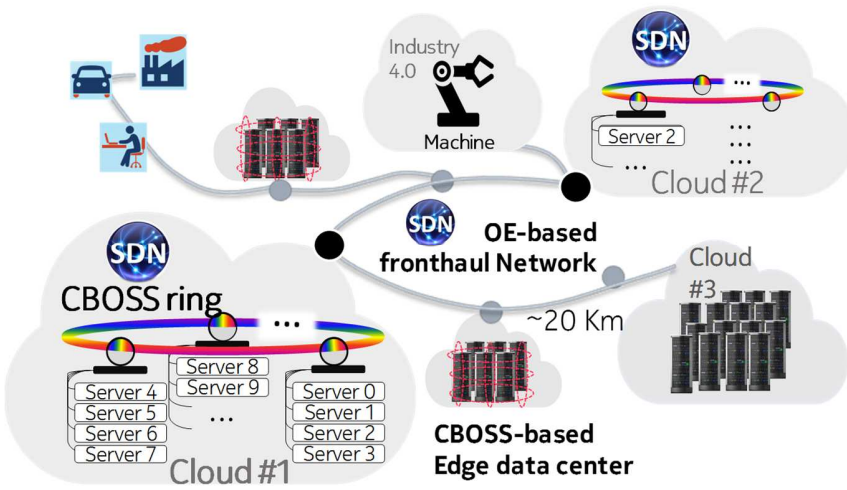 SDN
Industry
4.0
Machine
...
Server 2
...
...
...
...
...
Cloud #2
SDN
OE-based
fronthaul Network
Cloud
#3
~20 Km
SDN
CBOSS ring
...
Server 4
Server 5
Server 6
Server 7
Server 8
Server 9
...
Server 0
Server 1
Server 2
Server 3
Cloud #1
CBOSS-based
Edge data center